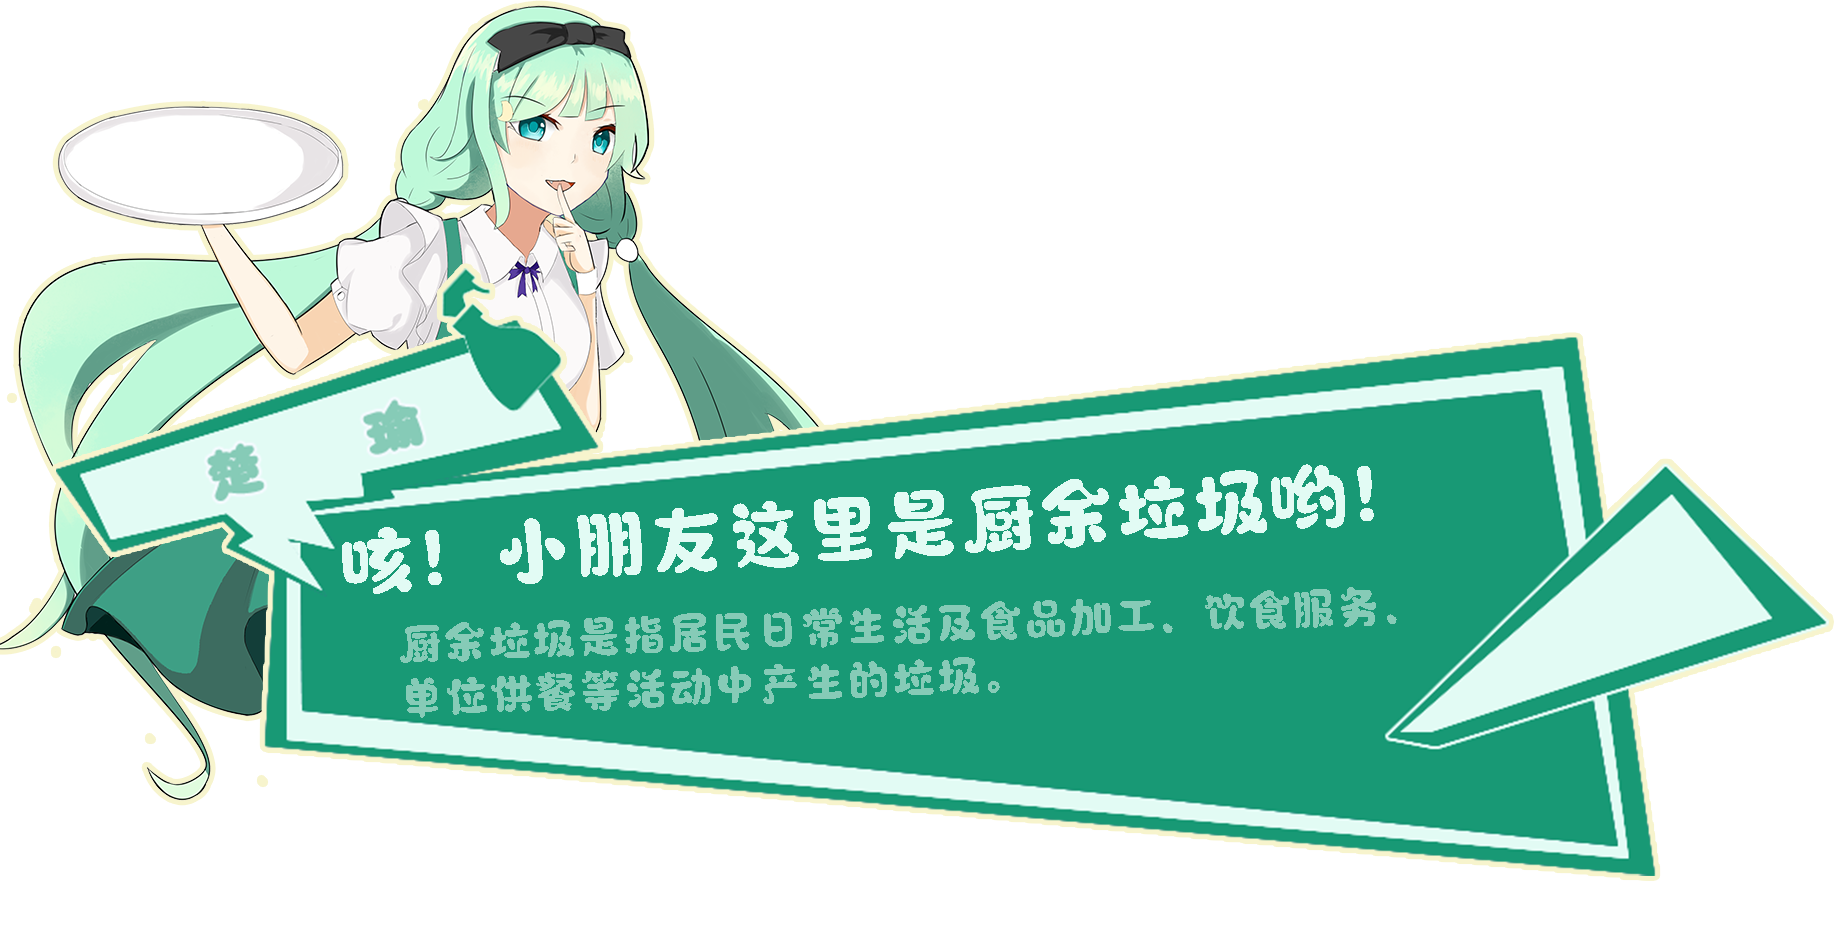 楚瑜
咳！小朋友这里是厨余垃圾哟！
厨余垃圾是指居民日常生活及食品加工、饮食服务、
单位供餐等活动中产生的垃圾。